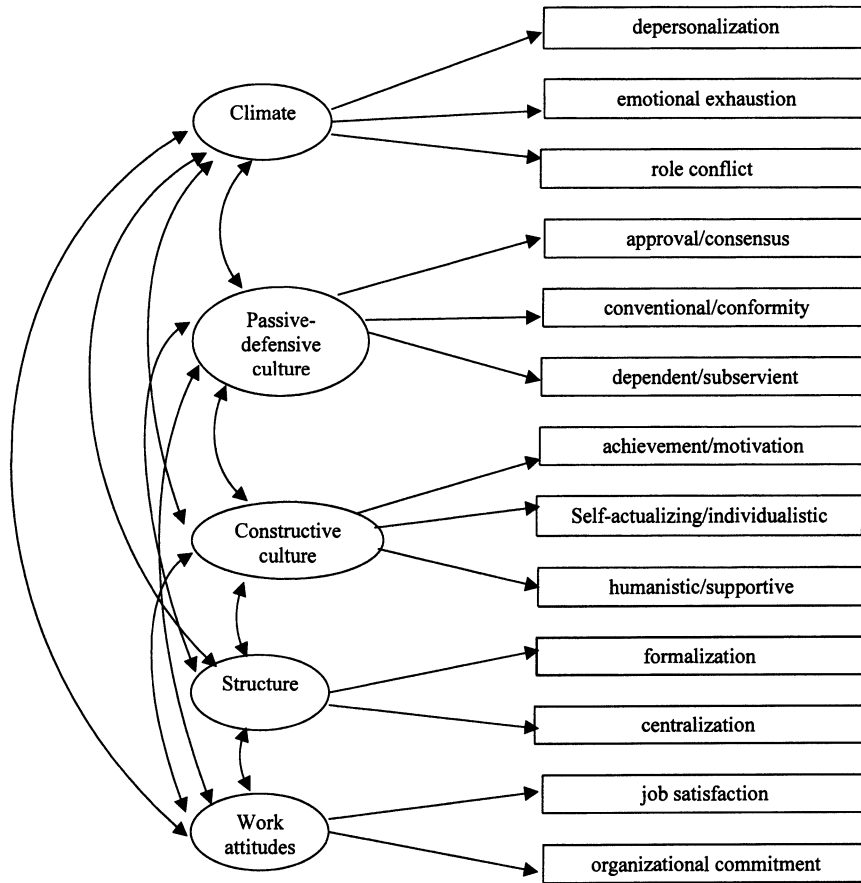 depersonalization
Climate
emotional exhaustion
role conflict
approval/consensus
Passive-
defensive
culture
conventional/conformity
dependent/subservient
achievement/motivation
Constructive
culture
Self-actualizing/individualistic
humanistic/supportive
formalization
Structure
centralization
job satisfaction
Work
attitudes
organizational commitment